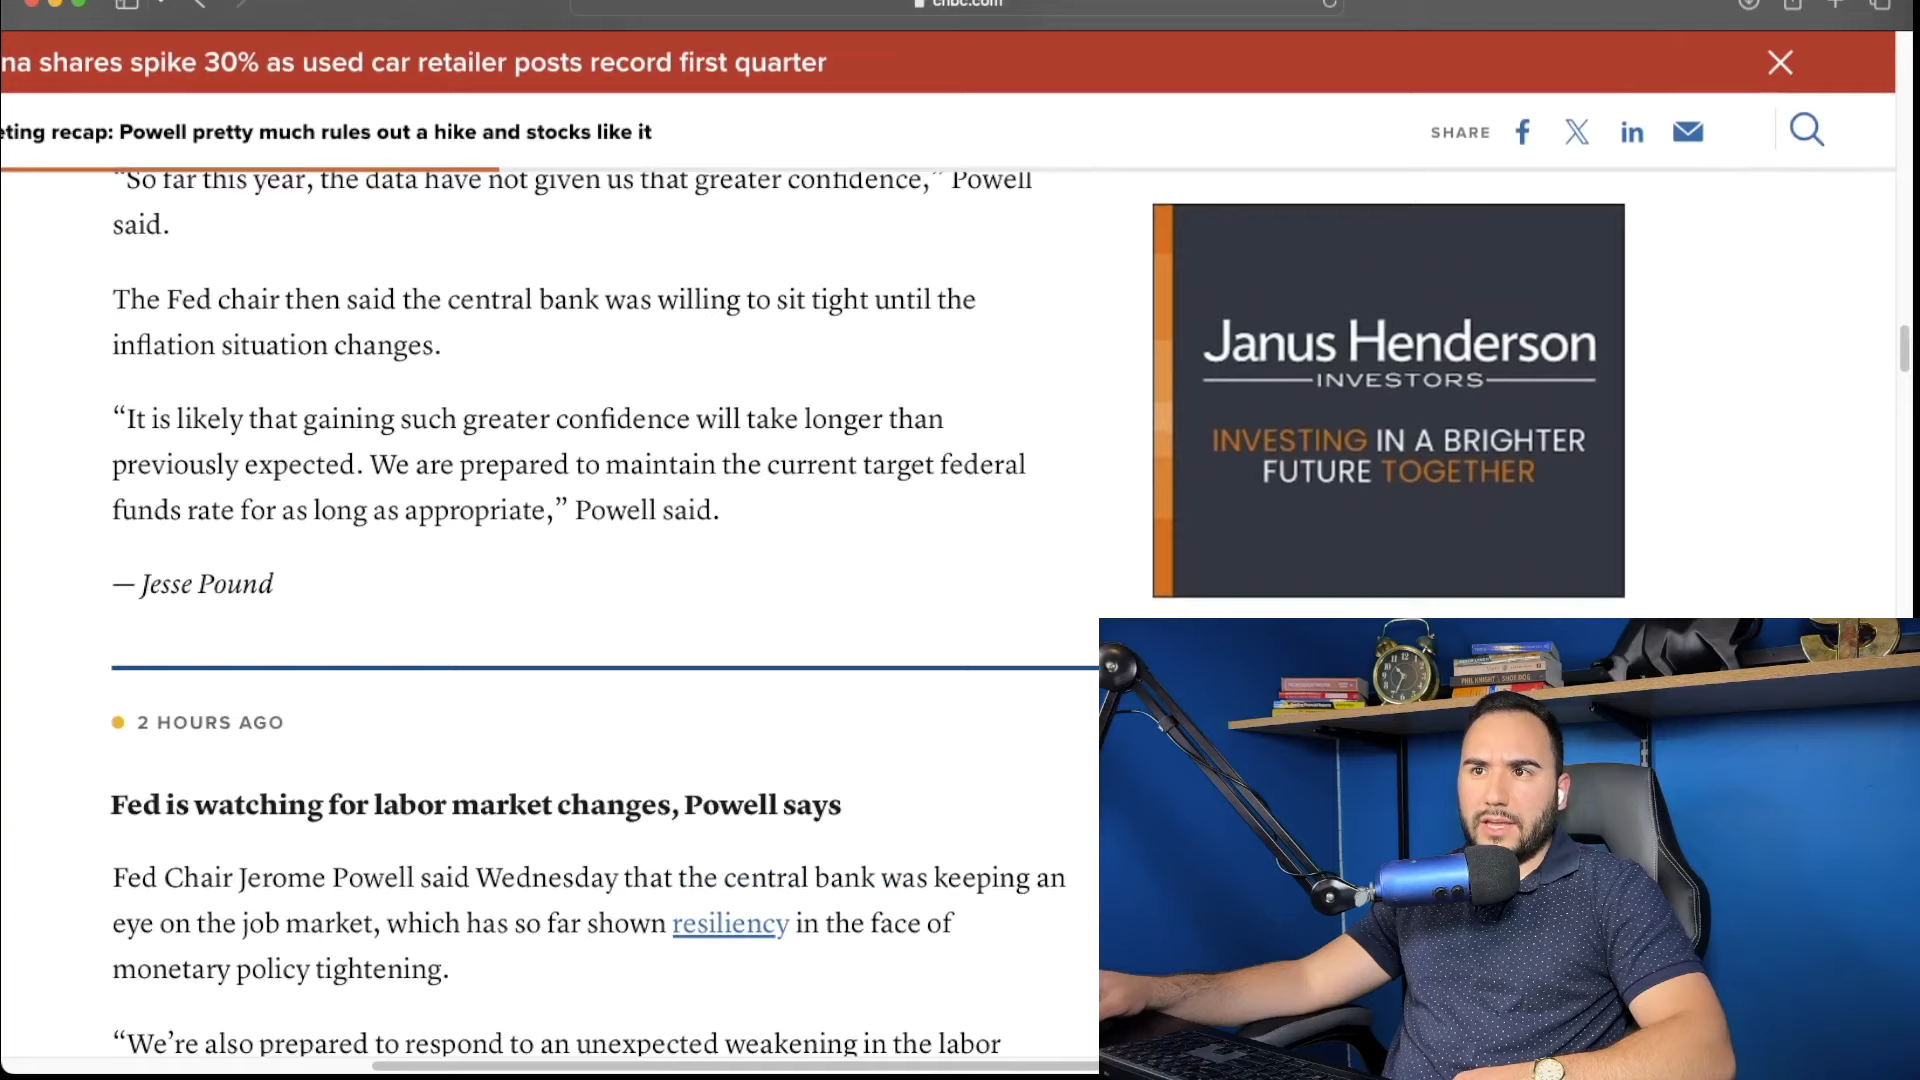 cnbc.com
na shares spike 30% as used car retailer posts record first quarter
eting recap: Powell pretty much rules out a hike and stocks like it
SHARE
“So far this year, the data have not given us that greater confidence,” Powell
said.
The Fed chair then said the central bank was willing to sit tight until the
inflation situation changes.
“It is likely that gaining such greater confidence will take longer than
previously expected. We are prepared to maintain the current target federal
funds rate for as long as appropriate,” Powell said.
— Jesse Pound
Janus Henderson
INVESTORS
INVESTING IN A BRIGHTER
FUTURE TOGETHER
2 HOURS AGO
Fed is watching for labor market changes, Powell says
Fed Chair Jerome Powell said Wednesday that the central bank was keeping an
eye on the job market, which has so far shown resiliency in the face of
monetary policy tightening.
“We’re also prepared to respond to an unexpected weakening in the labor
PHIL KNIGHT SHOE DOG